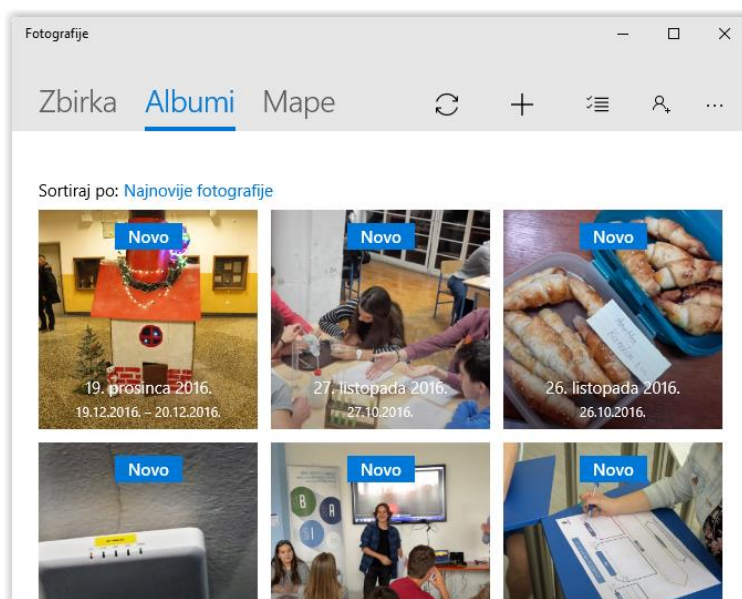 Fotografije
Zbirka Albumi Mape
Sortiraj po: Najnovije fotografije
Novo Novo Novo
19. prosinca 2016. 27. listopada 2016. 26. listopada 2016.
19.12.2016. – 20.12.2016. 27.10.2016. 26.10.2016.
Novo Novo Novo
B A
I